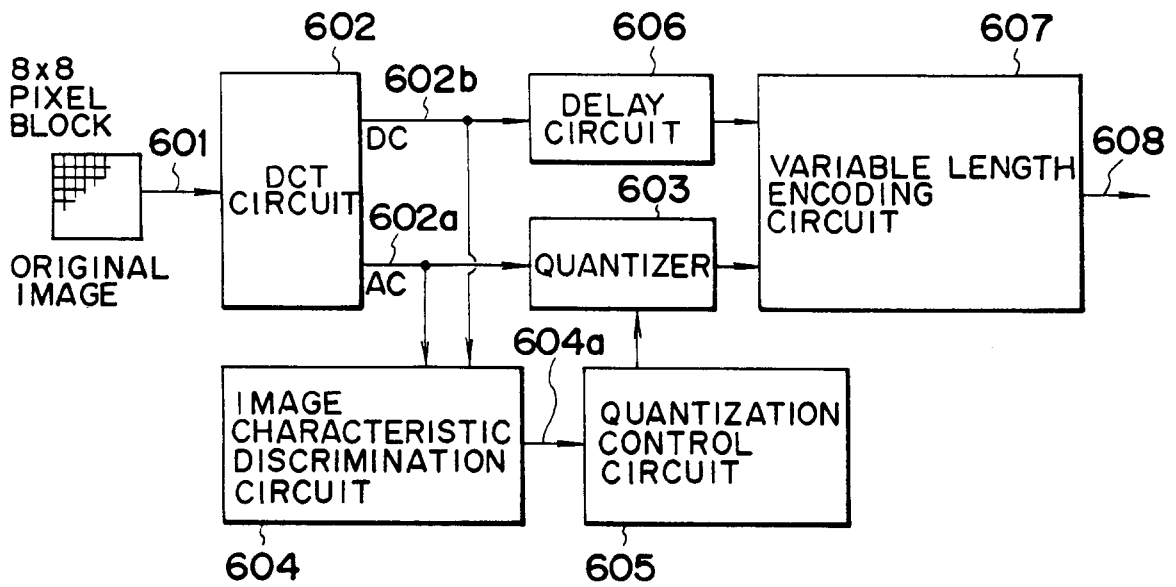 8x8
PIXEL
BLOCK
601
ORIGINAL
IMAGE
602
DCT
CIRCUIT
602b
DC
602a
AC
606
DELAY
CIRCUIT
603
QUANTIZER
607
VARIABLE LENGTH
ENCODING
CIRCUIT
608
IMAGE
CHARACTERISTIC
DISCRIMINATION
CIRCUIT
604
604a
QUANTIZATION
CONTROL
CIRCUIT
605